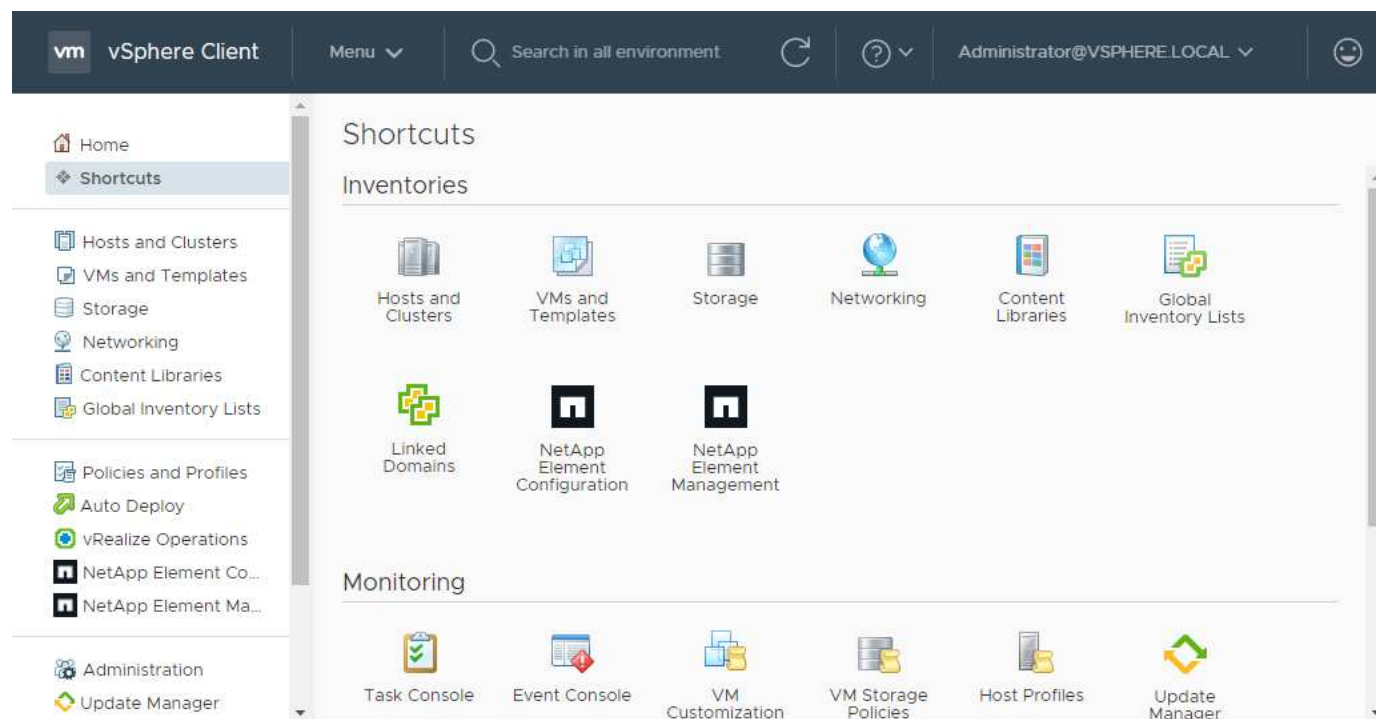 vm vSphere Client Menu Search in all environment Administrator@VSPHERE.LOCAL
Home
Shortcuts
Hosts and Clusters
VMs and Templates
Storage
Networking
Content Libraries
Global Inventory Lists
Policies and Profiles
Auto Deploy
vRealize Operations
NetApp Element Co...
NetApp Element Ma...
Administration
Update Manager
Shortcuts
Inventories
Hosts and
Clusters
VMs and
Templates
Storage
Networking
Content
Libraries
Global
Inventory Lists
Linked
Domains
NetApp
Element
Configuration
NetApp
Element
Management
Monitoring
Task Console
Event Console
VM
Customization
VM Storage
Policies
Host Profiles
Update
Manager